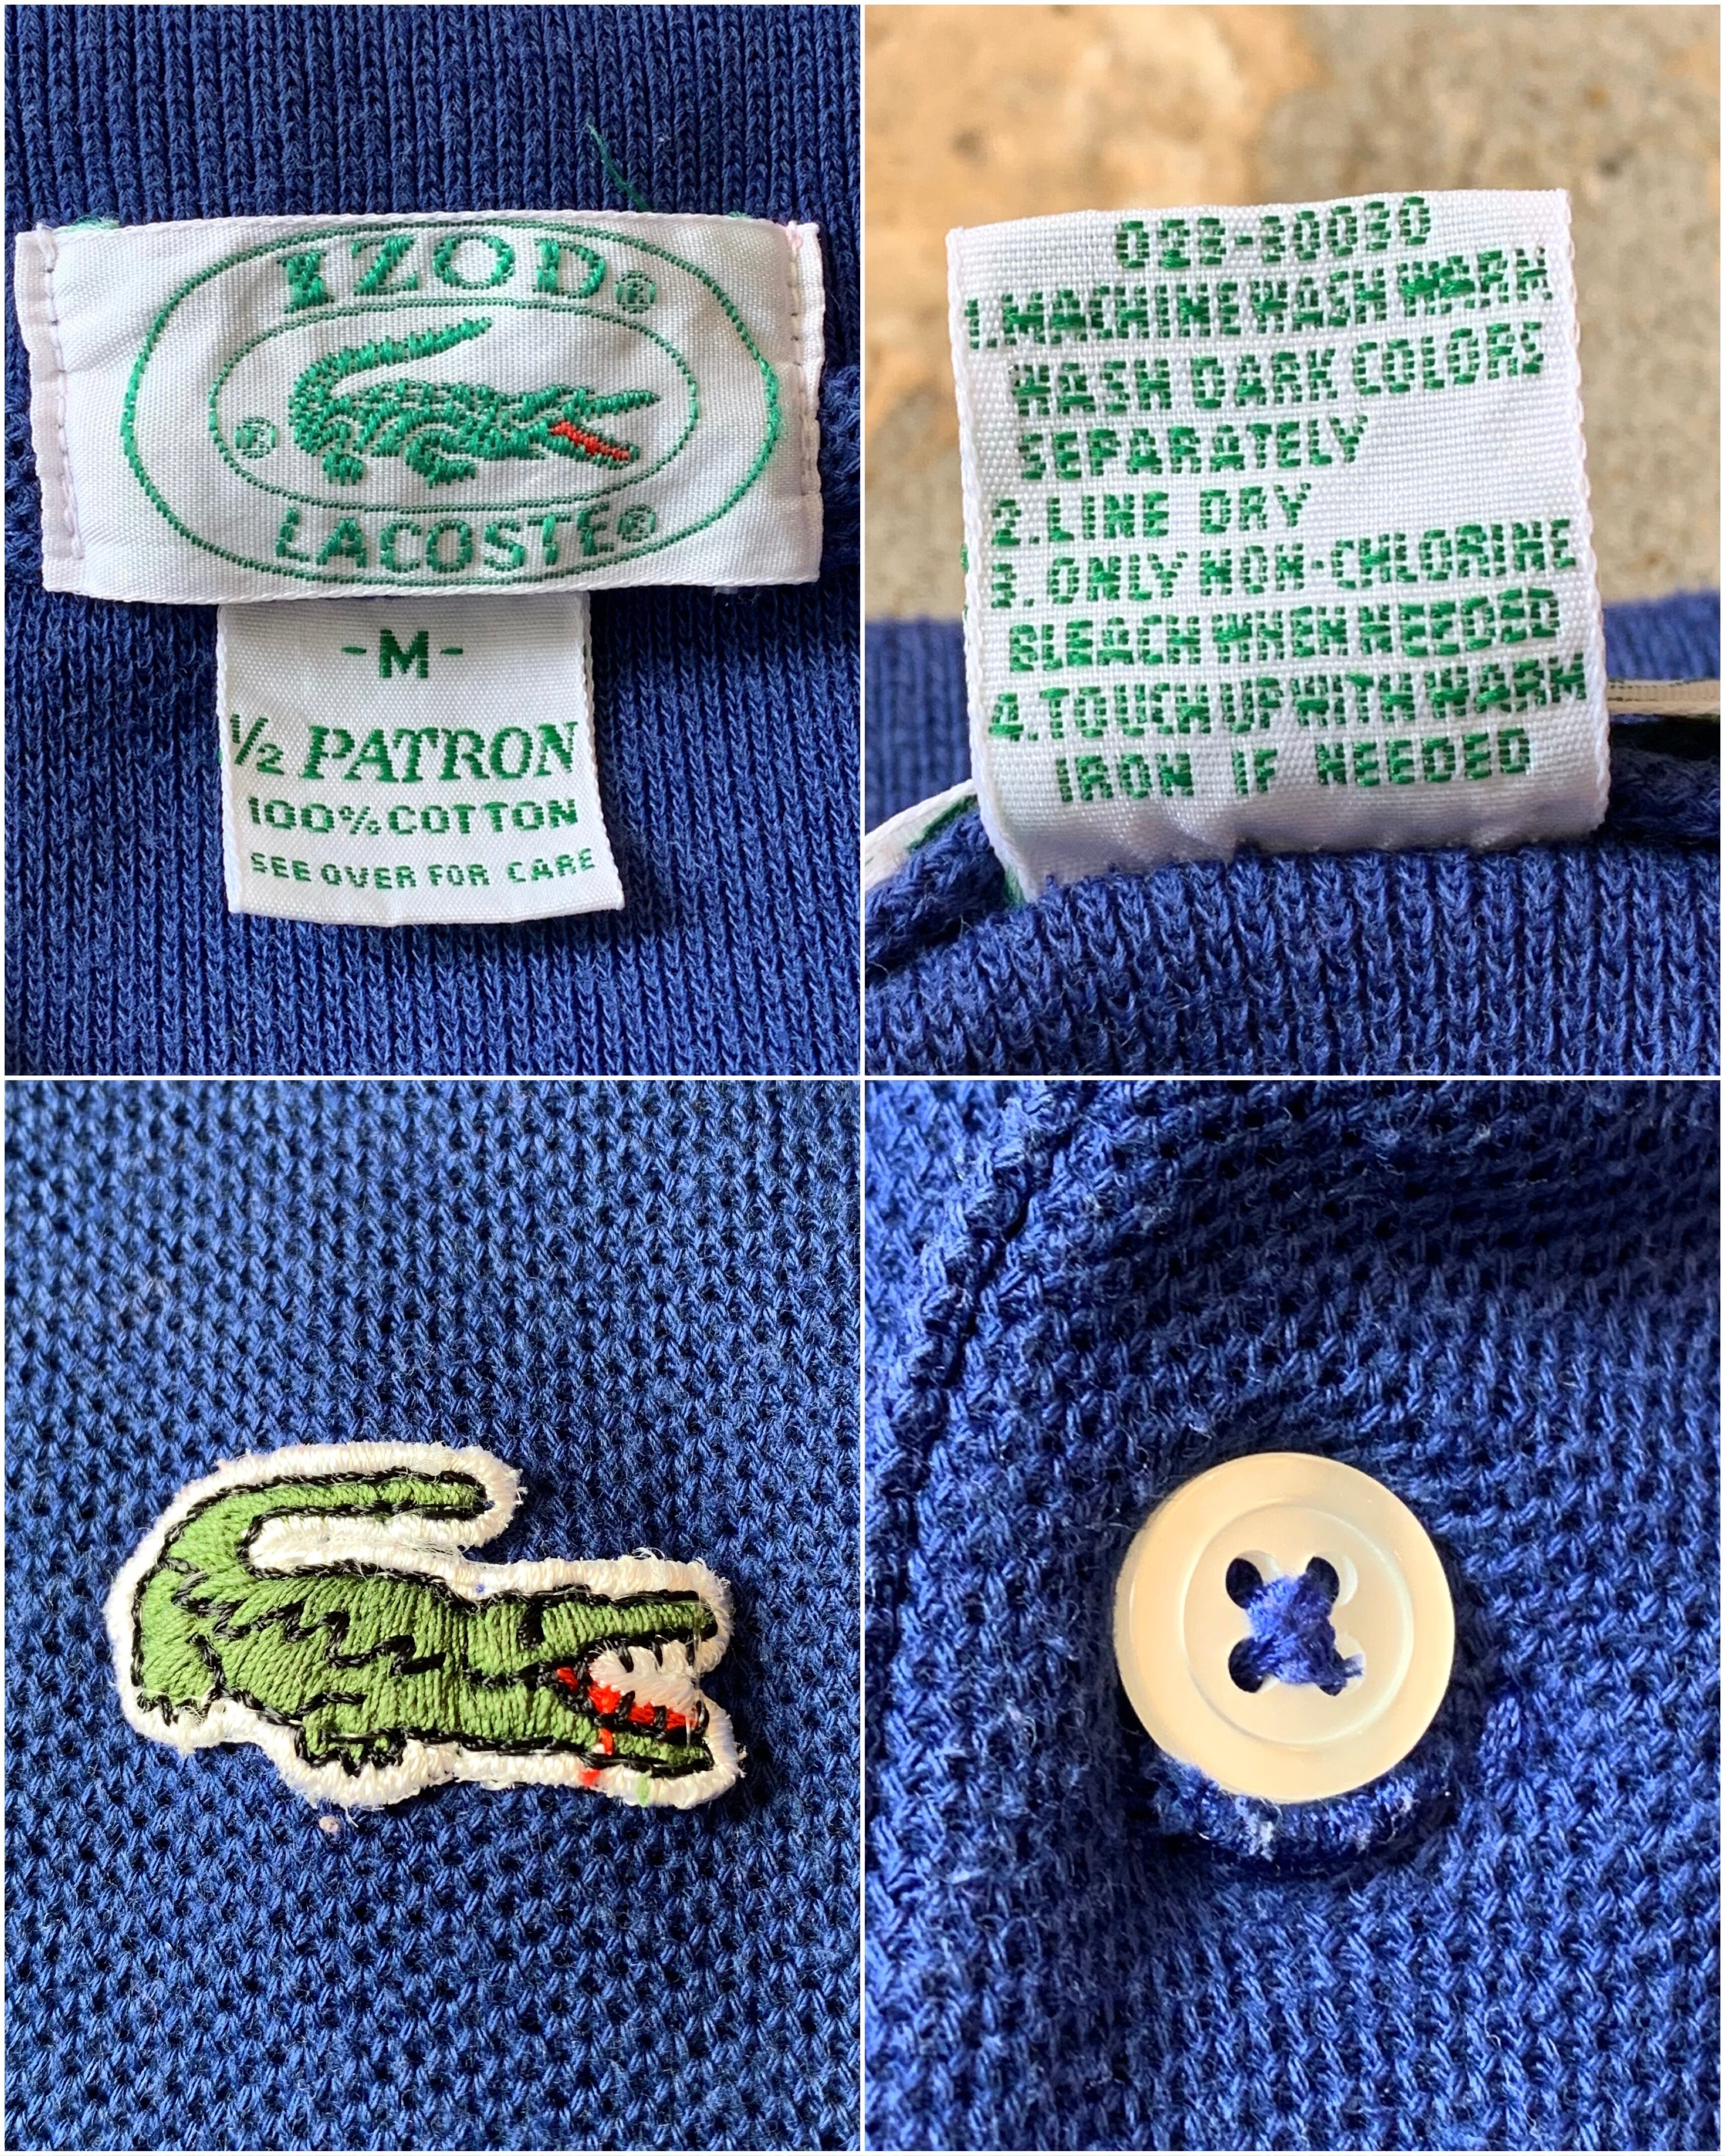 IZOD®
®
LACOSTE®
-M-
1/2 PATRON
100% COTTON
SEE OVER FOR CARE
023-30030
1. MACHINE WASH WARM
WASH DARK COLORS
SEPARATELY
2. LINE DRY
3. ONLY NON-CHLORINE
BLEACH WHEN NEEDED
4. TOUCH UP WITH WARM
IRON IF NEEDED